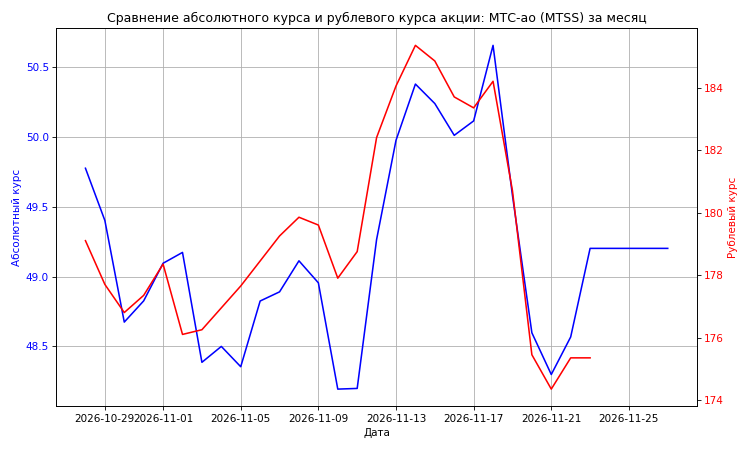 Сравнение абсолютного курса и рублевого курса акции: МТС-ао (MTSS) за месяц
50.5
50.0
49.5
49.0
48.5
Абсолютный курс
184
182
180
178
176
174
Рублевый курс
2026-10-29 2026-11-01 2026-11-05 2026-11-09 2026-11-13 2026-11-17 2026-11-21 2026-11-25
Дата